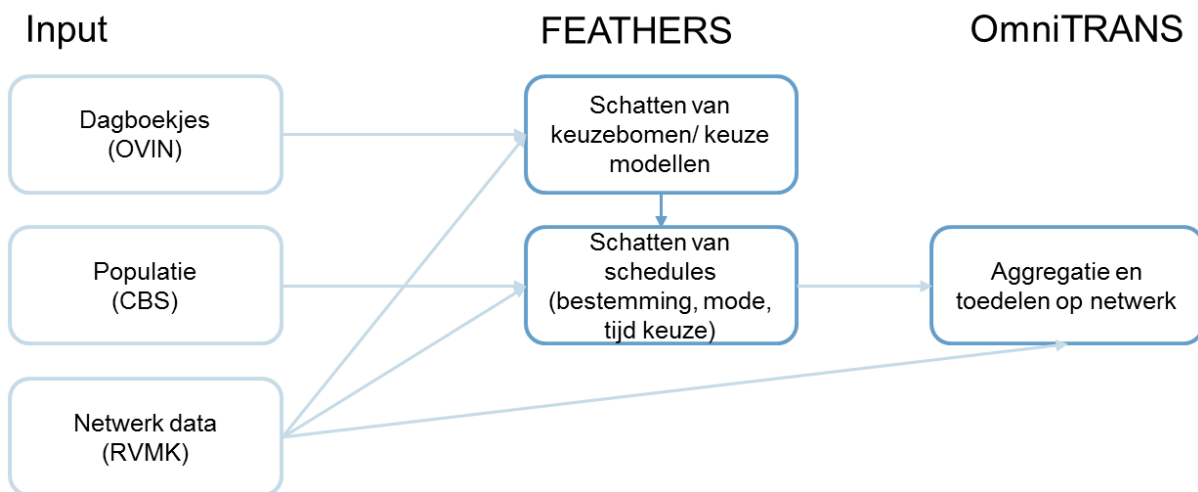 Input
FEATHERS
OmniTRANS
Dagboekjes
(OVIN)
Schatten van
keuzebomen/ keuze
modellen
Populatie
(CBS)
Schatten van
schedules
(bestemming, mode,
tijd keuze)
Aggregatie en
toedelen op netwerk
Netwerk data
(RVMK)